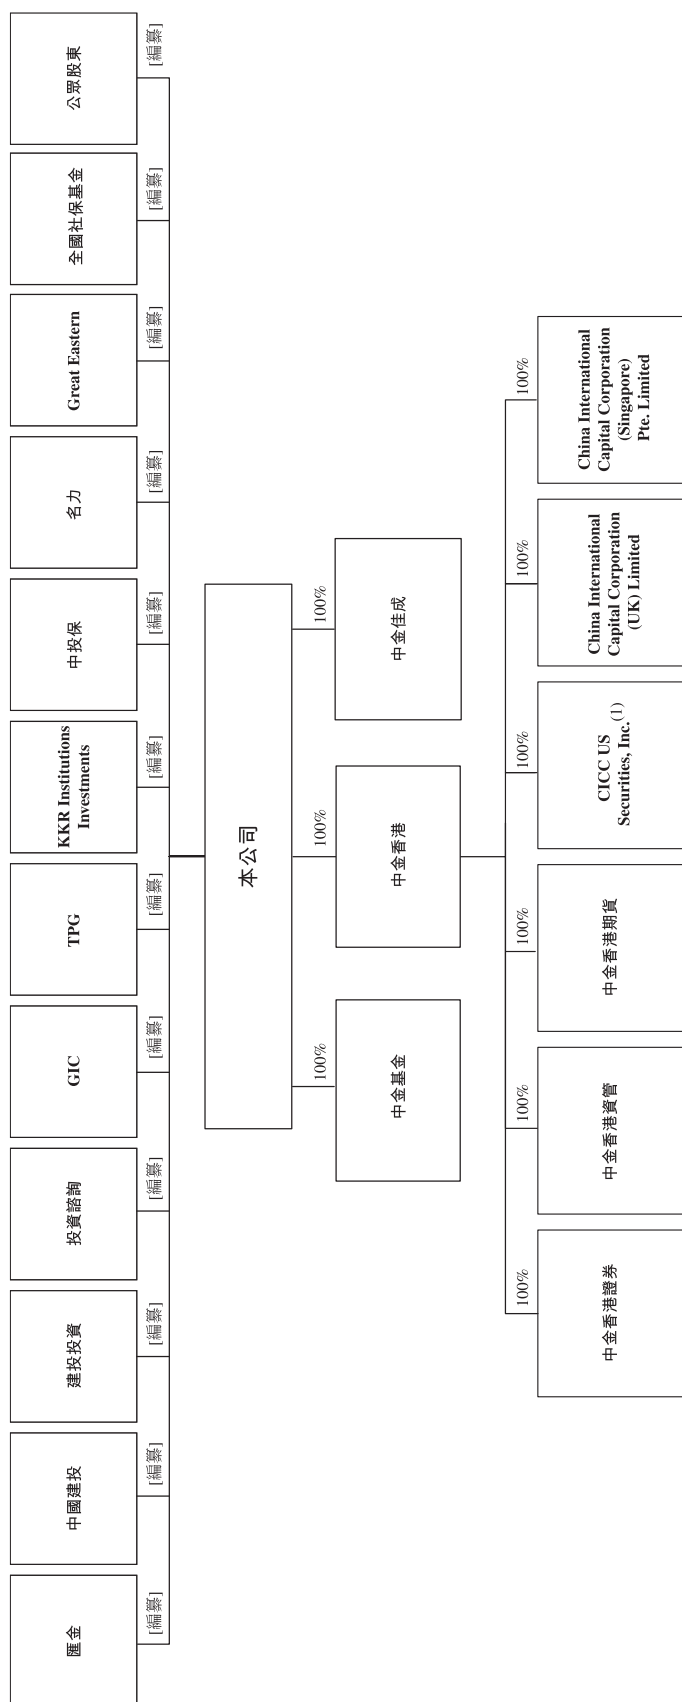 匯金
中國建投
建投投資
投資諮詢
GIC
TPG
KKR Institutions
Investments
中投保
名力
Great Eastern
全國社保基金
公眾股東
[編纂]
[編纂]
[編纂]
[編纂]
[編纂]
[編纂]
[編纂]
[編纂]
[編纂]
[編纂]
[編纂]
[編纂]
本公司
100%
100%
100%
中金基金
中金香港
中金佳成
100%
100%
100%
100%
100%
100%
中金香港證券
中金香港資管
中金香港期貨
CICC US
Securities, Inc.(1)
China International
Capital Corporation
(UK) Limited
China International
Capital Corporation
(Singapore)
Pte. Limited